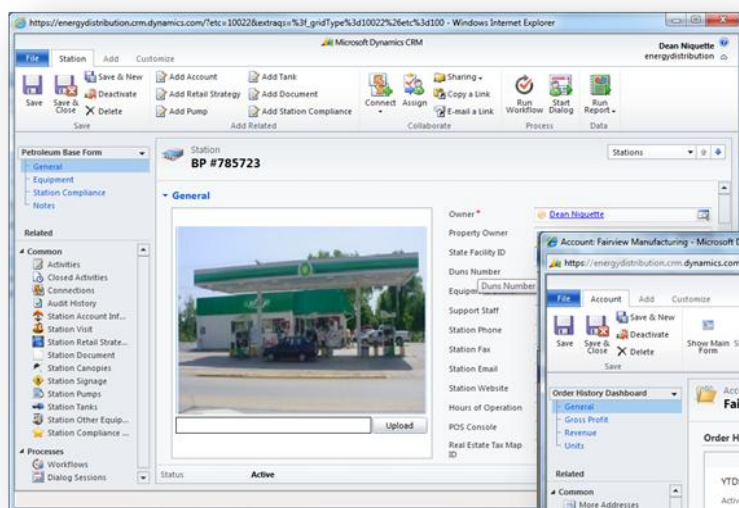 https://energydistribution.crm.dynamics.com/?etc=10022&extraqs=%3f_gridType%3d10022%26etc%3d100 - Windows Internet Explorer
Microsoft Dynamics CRM
Dean Niquette
energydistribution
File Station Add Customize
Save
Save & Close
Save & New
Deactivate
Delete
Save
Add Account
Add Retail Strategy
Add Pump
Add Tank
Add Document
Add Station Compliance
Add Related
Connect
Assign
Sharing
Copy a Link
E-mail a Link
Collaborate
Run Workflow
Start Dialog
Process
Run Report
Data
Petroleum Base Form
General
Equipment
Station Compliance
Notes
Related
Common
Activities
Closed Activities
Connections
Audit History
Station Account Inf...
Station Visit
Station Retail Strate...
Station Document
Station Canopies
Station Signage
Station Pumps
Station Tanks
Station Other Equip...
Station Compliance ...
Processes
Workflows
Dialog Sessions
Station
BP #785723
Stations
General
Upload
Owner*
Dean Niquette
Property Owner
State Facility ID
Duns Number
Duns Number
Equipm
Support Staff
Station Phone
Station Fax
Station Email
Station Website
Hours of Operation
POS Console
Real Estate Tax Map
ID
Status Active
Account: Fairview Manufacturing - Microsoft D
https://energydistribution.crm.dynamics.com
File Account Add Customize
Save
Save & Close
Save & New
Deactivate
Delete
Save
Show Main Form
Order History Dashboard
General
Gross Profit
Revenue
Units
Related
Common
More Addresses
Acc
Fai
Order H
YTD:
Activ